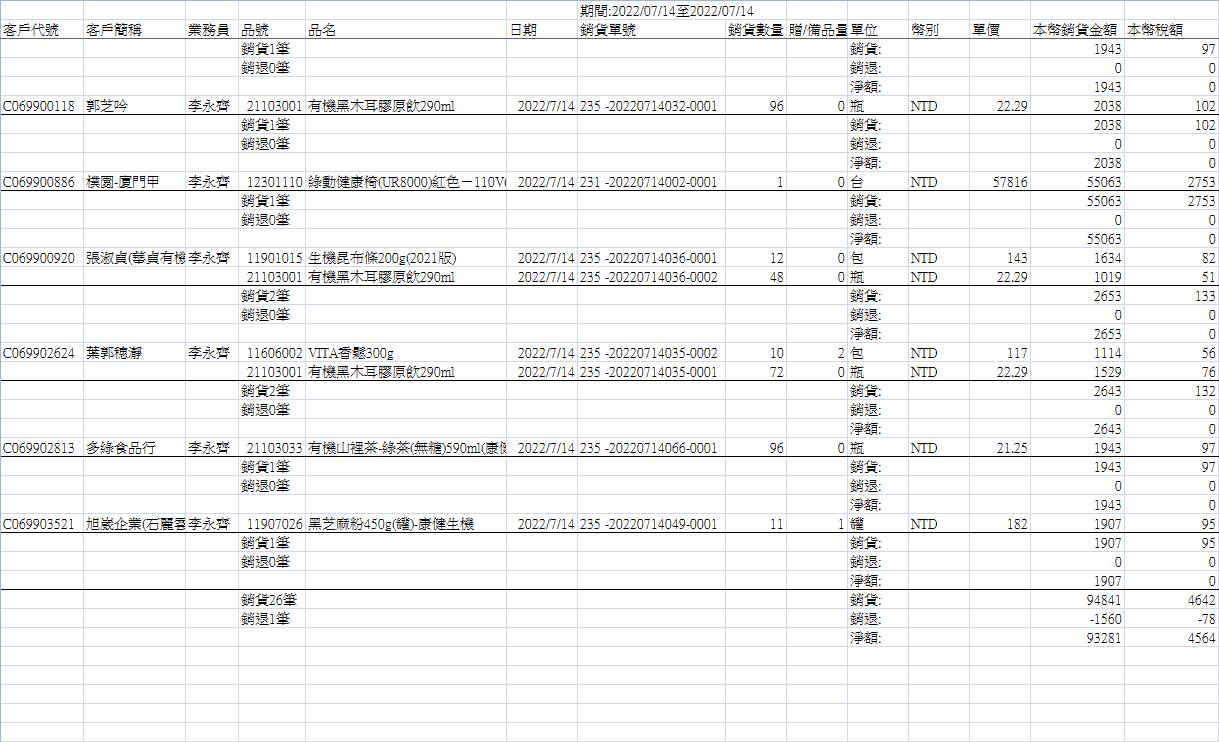 期間:2022/07/14至2022/07/14
客戶代號 客戶簡稱 業務員 品號 品名 日期 銷貨單號 銷貨數量 贈/備品量 單位 幣別 單價 本幣銷貨金額 本幣稅額
銷貨1筆 銷貨: 1943 97
銷退0筆 銷退: 0 0
淨額: 1943 0
C069900118 郭芝吟 李永齊 21103001 有機黑木耳膠原飲290ml 2022/7/14 235 -20220714032-0001 96 0 瓶 NTD 22.29 2038 102
銷貨1筆 銷貨: 2038 102
銷退0筆 銷退: 0 0
淨額: 2038 0
C069900886 樸園-廈門甲 李永齊 12301110 綠動健康椅(UR8000)紅色－110V( 2022/7/14 231 -20220714002-0001 1 0 台 NTD 57816 55063 2753
銷貨1筆 銷貨: 55063 2753
銷退0筆 銷退: 0 0
淨額: 55063 0
C069900920 張淑貞(華貞有機 李永齊 11901015 生機昆布條200g(2021版) 2022/7/14 235 -20220714036-0001 12 0 包 NTD 143 1634 82
21103001 有機黑木耳膠原飲290ml 2022/7/14 235 -20220714036-0002 48 0 瓶 NTD 22.29 1019 51
銷貨2筆 銷貨: 2653 133
銷退0筆 銷退: 0 0
淨額: 2653 0
C069902624 葉郭穗瀞 李永齊 11606002 VITA香鬆300g 2022/7/14 235 -20220714035-0002 10 2 包 NTD 117 1114 56
21103001 有機黑木耳膠原飲290ml 2022/7/14 235 -20220714035-0001 72 0 瓶 NTD 22.29 1529 76
銷貨2筆 銷貨: 2643 132
銷退0筆 銷退: 0 0
淨額: 2643 0
C069902813 多綠食品行 李永齊 21103033 有機山裡茶-綠茶(無糖)590ml(康健 2022/7/14 235 -20220714066-0001 96 0 瓶 NTD 21.25 1943 97
銷貨1筆 銷貨: 1943 97
銷退0筆 銷退: 0 0
淨額: 1943 0
C069903521 旭崴企業(石麗雲 李永齊 11907026 黑芝麻粉450g(罐)-康健生機 2022/7/14 235 -20220714049-0001 11 1 罐 NTD 182 1907 95
銷貨1筆 銷貨: 1907 95
銷退0筆 銷退: 0 0
淨額: 1907 0
銷貨26筆 銷貨: 94841 4642
銷退1筆 銷退: -1560 -78
淨額: 93281 4564